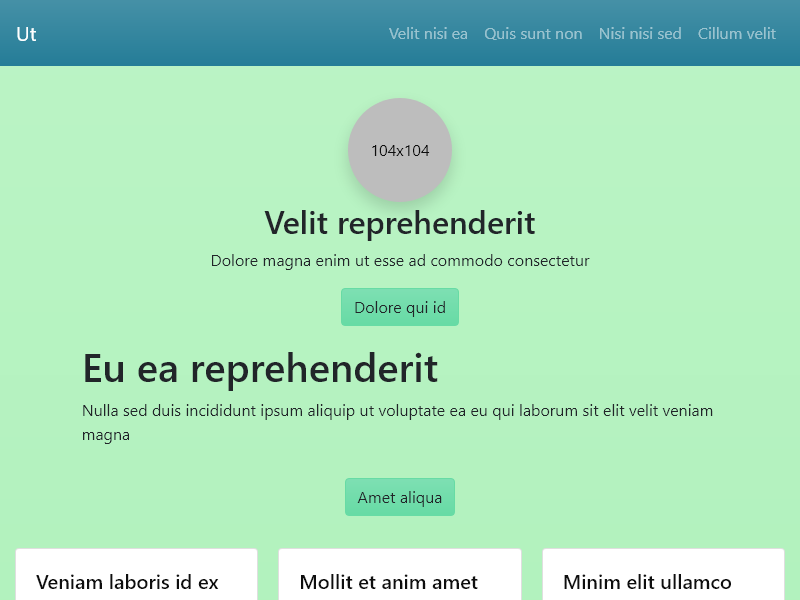 Ut
Velit nisi ea
Quis sunt non
Nisi nisi sed
Cillum velit
104x104
Velit reprehenderit
Dolore magna enim ut esse ad commodo consectetur
Dolore qui id
Eu ea reprehenderit
Nulla sed duis incididunt ipsum aliquip ut voluptate ea eu qui laborum sit elit velit veniam
magna
Amet aliqua
Veniam laboris id ex
Mollit et anim amet
Minim elit ullamco